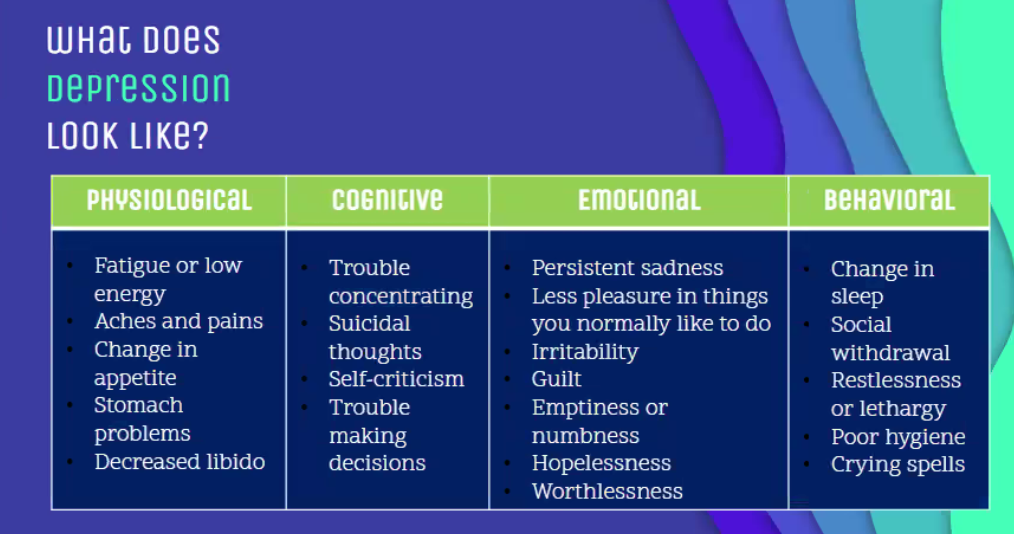 What Does
Depression
Look Like?
Physiological
Cognitive
Emotional
Behavioral
• Fatigue or low
energy
• Aches and pains
• Change in
appetite
• Stomach
problems
• Decreased libido
• Trouble
concentrating
• Suicidal
thoughts
• Self-criticism
• Trouble
making
decisions
• Persistent sadness
• Less pleasure in things
you normally like to do
• Irritability
• Guilt
• Emptiness or
numbness
• Hopelessness
• Worthlessness
• Change in
sleep
• Social
withdrawal
• Restlessness
or lethargy
• Poor hygiene
• Crying spells